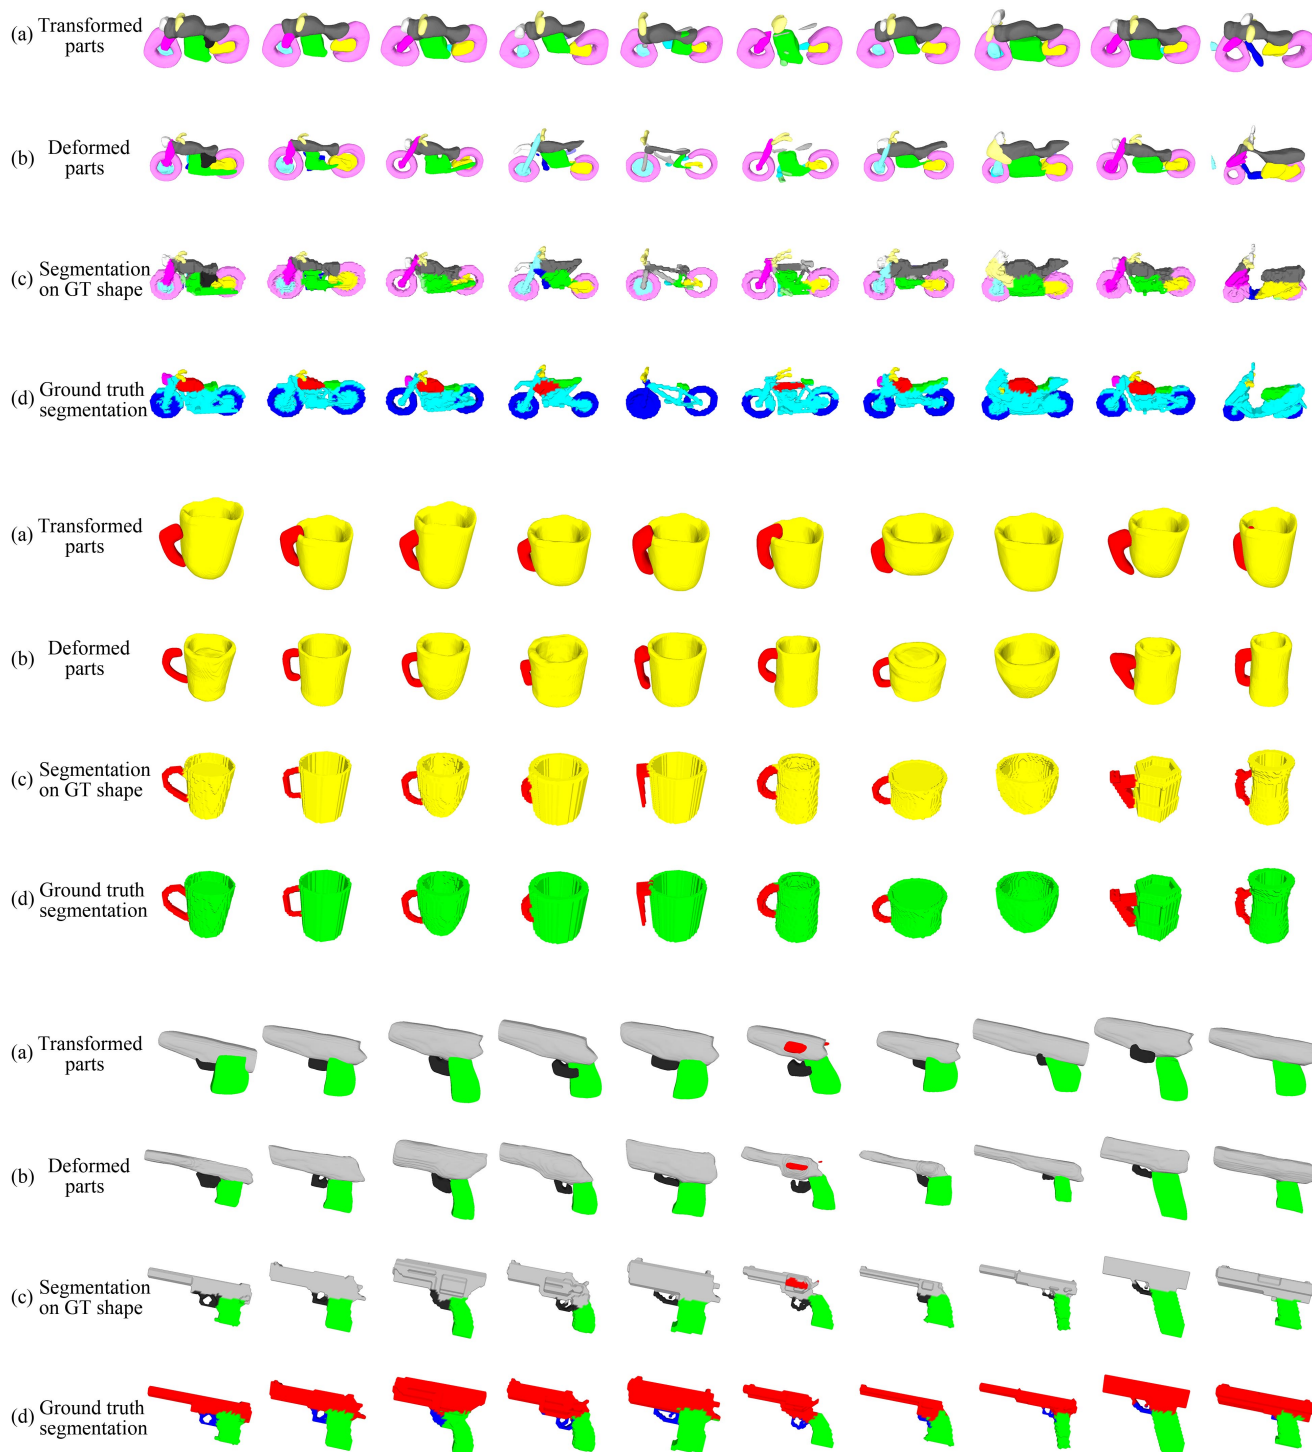 (a) Transformed
parts
(b) Deformed
parts
(c) Segmentation
on GT shape
(d) Ground truth
segmentation
(a) Transformed
parts
(b) Deformed
parts
(c) Segmentation
on GT shape
(d) Ground truth
segmentation
(a) Transformed
parts
(b) Deformed
parts
(c) Segmentation
on GT shape
(d) Ground truth
segmentation